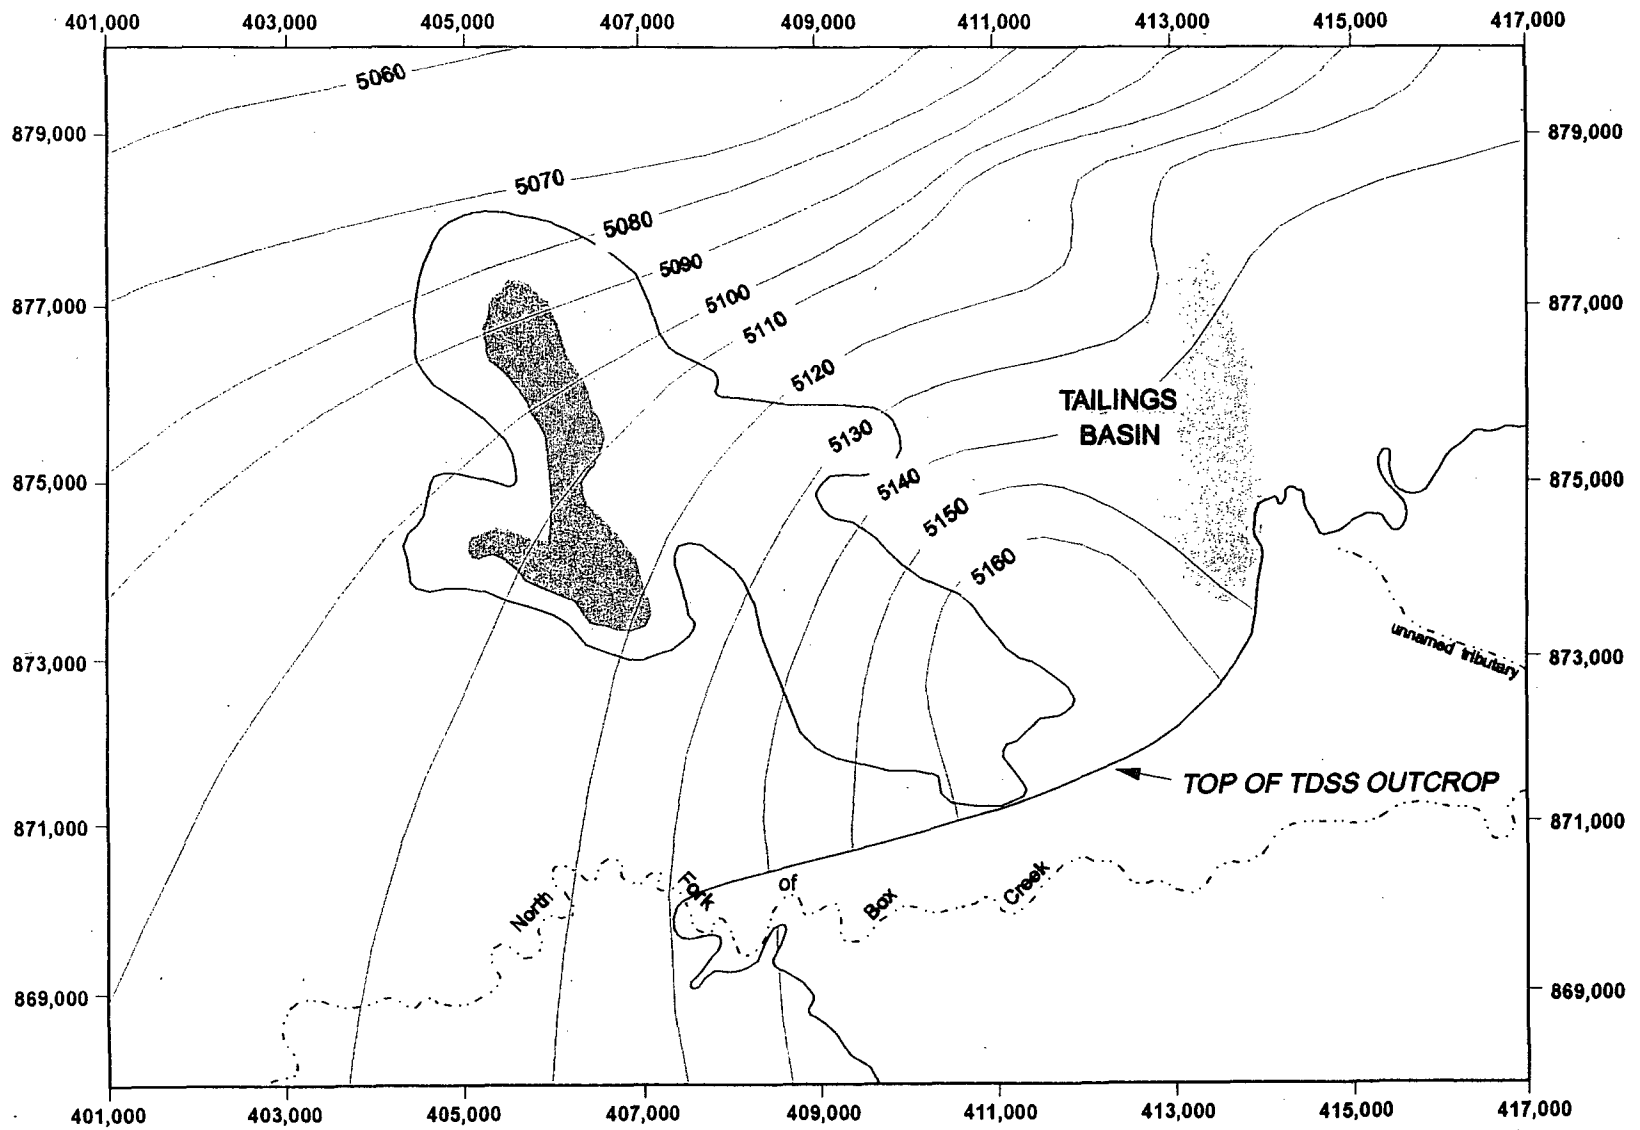 401,000 403,000 405,000 407,000 409,000 411,000 413,000 415,000 417,000
5060
879,000 879,000
5070
5080
5090
5100
877,000 877,000
5110
5120
TAILINGS
BASIN
5130
875,000 875,000
5140
5150
5160
unnamed tributary
873,000 873,000
TOP OF TDSS OUTCROP
871,000 871,000
North Fork of Box Creek
869,000 869,000
401,000 403,000 405,000 407,000 409,000 411,000 413,000 415,000 417,000